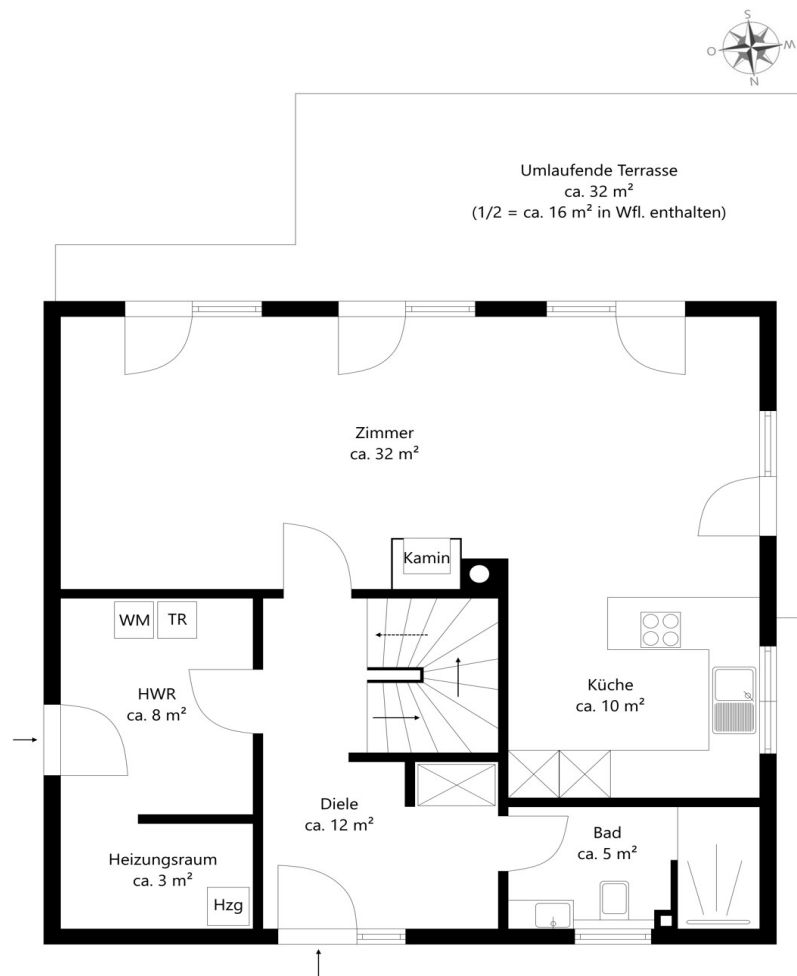 S
O
W
N
Umlaufende Terrasse
ca. 32 m²
(1/2 = ca. 16 m² in Wfl. enthalten)
Zimmer
ca. 32 m²
Kamin
WM
TR
HWR
ca. 8 m²
Küche
ca. 10 m²
Diele
ca. 12 m²
Bad
ca. 5 m²
Heizungsraum
ca. 3 m²
Hzg